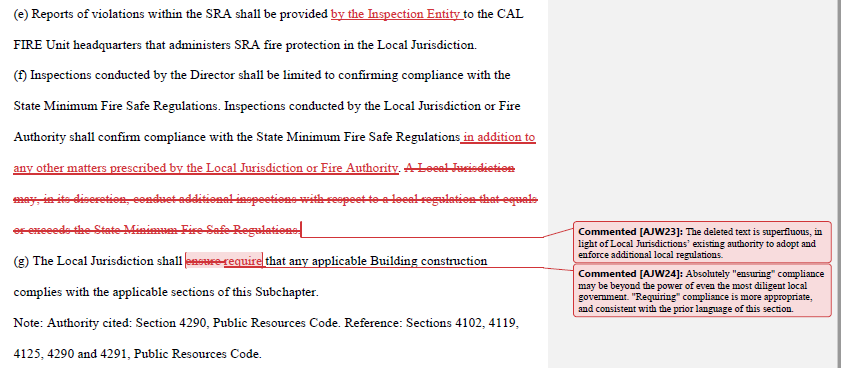 (e) Reports of violations within the SRA shall be provided by the Inspection Entity to the CAL
FIRE Unit headquarters that administers SRA fire protection in the Local Jurisdiction.
(f) Inspections conducted by the Director shall be limited to confirming compliance with the
State Minimum Fire Safe Regulations. Inspections conducted by the Local Jurisdiction or Fire
Authority shall confirm compliance with the State Minimum Fire Safe Regulations in addition to
any other matters prescribed by the Local Jurisdiction or Fire Authority. A Local Jurisdiction
may, in its discretion, conduct additional inspections with respect to a local regulation that equals
or exceeds the State Minimum Fire Safe Regulations.
(g) The Local Jurisdiction shall ensure require that any applicable Building construction
complies with the applicable sections of this Subchapter.
Note: Authority cited: Section 4290, Public Resources Code. Reference: Sections 4102, 4119,
4125, 4290 and 4291, Public Resources Code.
Commented [AJW23]: The deleted text is superfluous, in
light of Local Jurisdictions' existing authority to adopt and
enforce additional local regulations.
Commented [AJW24]: Absolutely "ensuring" compliance
may be beyond the power of even the most diligent local
government. "Requiring" compliance is more appropriate,
and consistent with the prior language of this section.